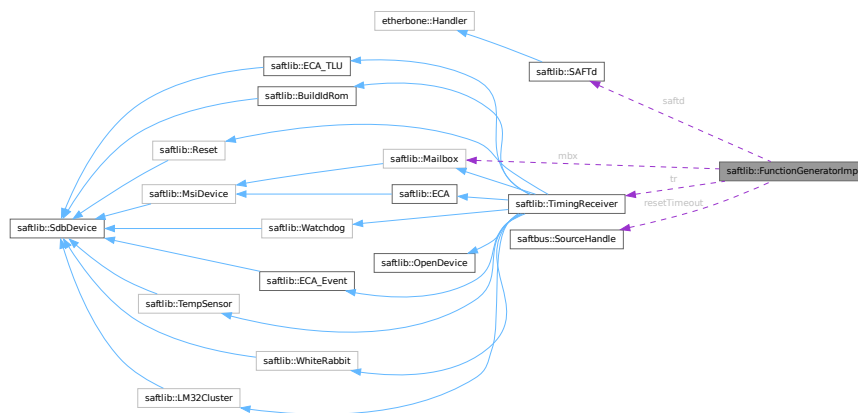 etherbone::Handler
saftlib::ECA_TLU
saftlib::SAFTd
saftlib::BuildIdRom
saftd
saftlib::Reset
saftlib::Mailbox
mbx
saftlib::FunctionGeneratorImpl
saftlib::MsiDevice
saftlib::ECA
tr
saftlib::TimingReceiver
resetTimeout
saftlib::SdbDevice
saftlib::Watchdog
saftbus::SourceHandle
saftlib::OpenDevice
saftlib::ECA_Event
saftlib::TempSensor
saftlib::WhiteRabbit
saftlib::LM32Cluster